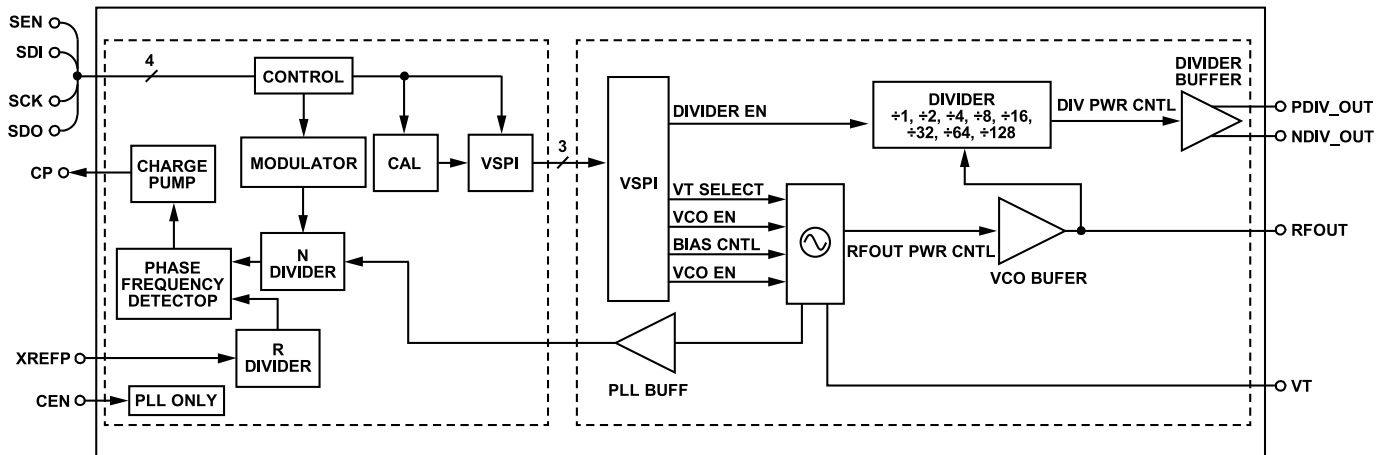 SEN
SDI
SCK
SDO
4
CONTROL
MODULATOR
CAL
VSPI
3
CP
CHARGE
PUMP
PHASE
FREQUENCY
DETECTOP
N
DIVIDER
R
DIVIDER
XREFP
CEN
PLL ONLY
VSPI
DIVIDER EN
VT SELECT
VCO EN
BIAS CNTL
VCO EN
DIVIDER
÷1, ÷2, ÷4, ÷8, ÷16,
÷32, ÷64, ÷128
DIV PWR CNTL
DIVIDER
BUFFER
PDIV_OUT
NDIV_OUT
RFOUT PWR CNTL
VCO BUFER
RFOUT
PLL BUFF
VT